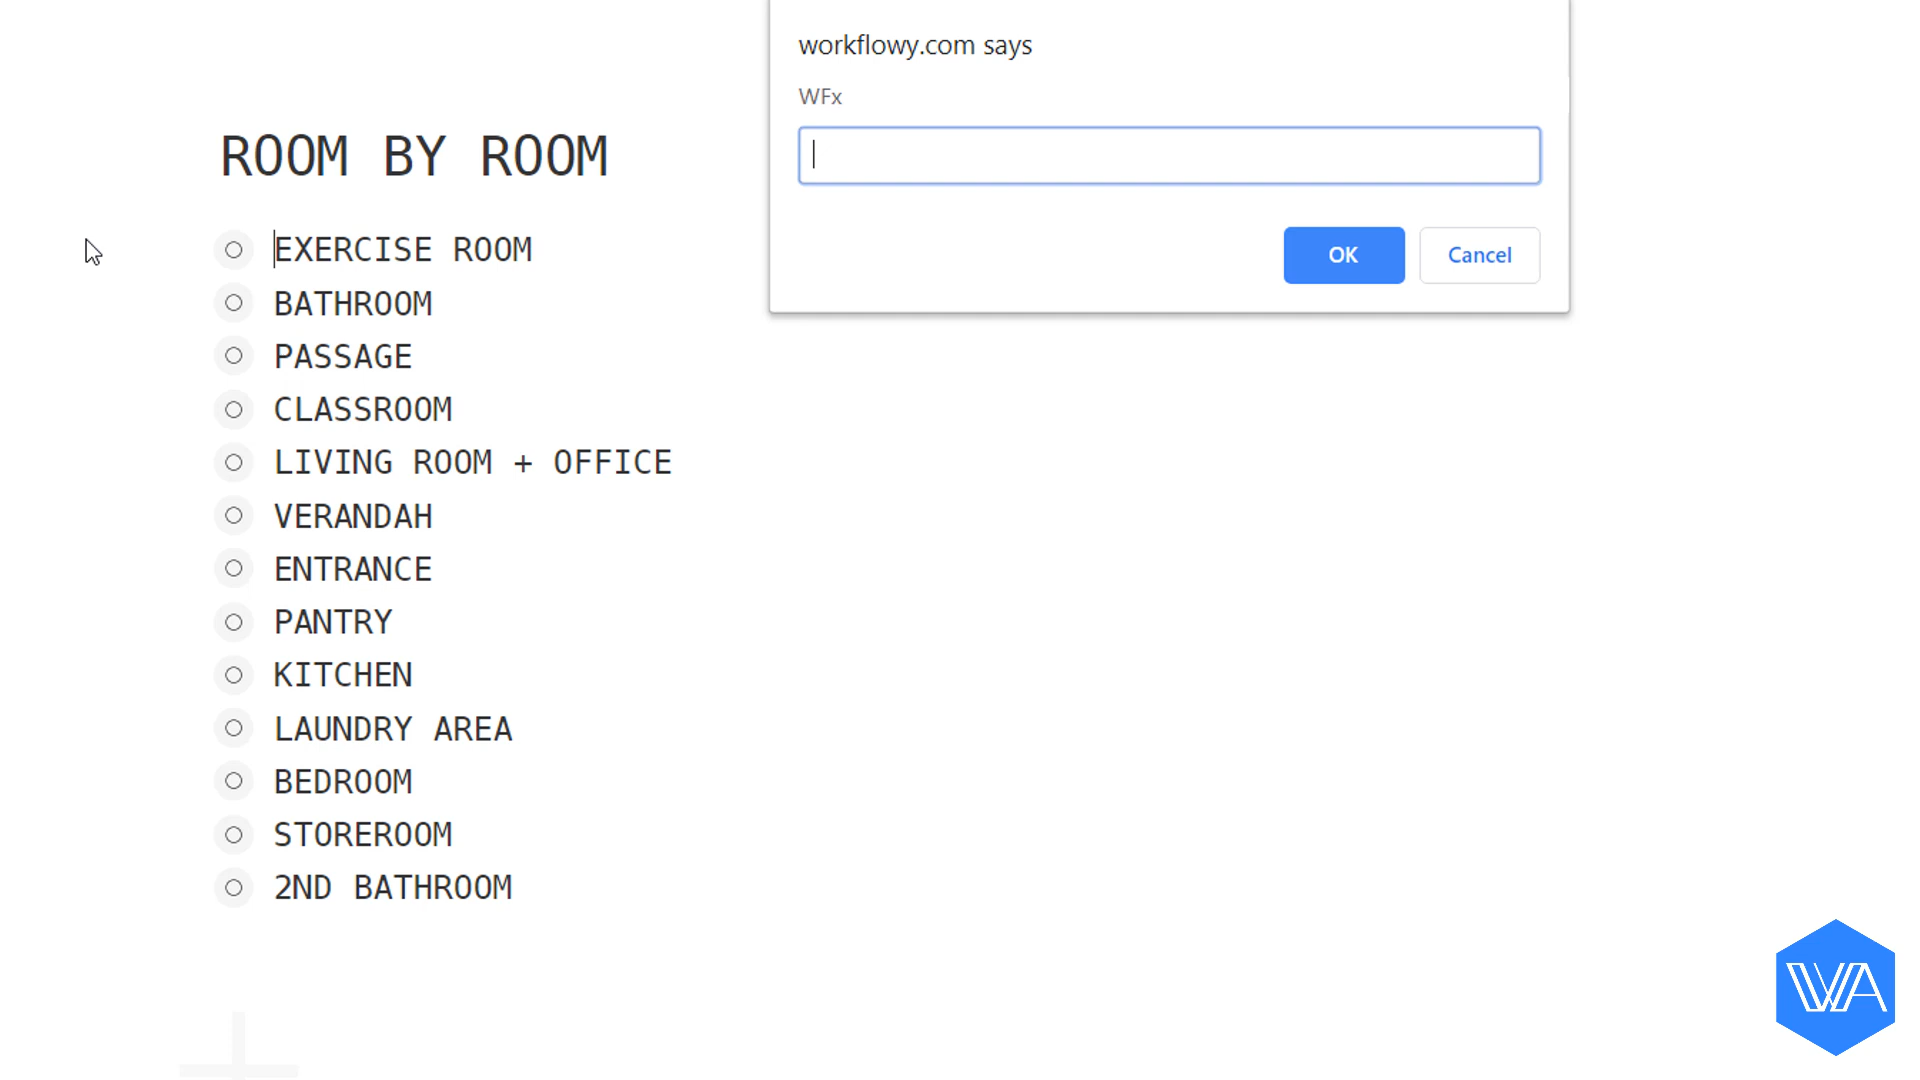 workflowy.com says
WFx
OK
Cancel
ROOM BY ROOM
EXERCISE ROOM
BATHROOM
PASSAGE
CLASSROOM
LIVING ROOM + OFFICE
VERANDAH
ENTRANCE
PANTRY
KITCHEN
LAUNDRY AREA
BEDROOM
STOREROOM
2ND BATHROOM
WA